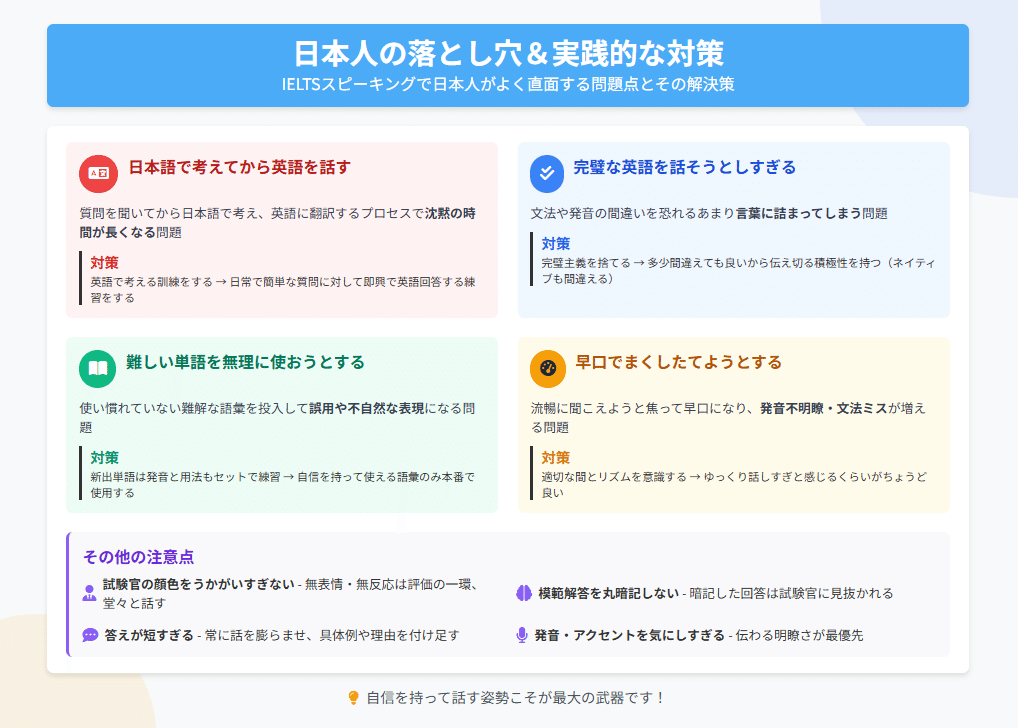 日本人の落とし穴＆実践的な対策
IELTSスピーキングで日本人がよく直面する問題点とその解決策
日本語で考えてから英語を話す
質問を聞いてから日本語で考え、英語に翻訳するプロセスで沈黙の時
間が長くなる問題
対策
英語で考える訓練をする → 日常で簡単な質問に対して即興で英語回答する練
習をする
完璧な英語を話そうとしすぎる
文法や発音の間違いを恐れるあまり言葉に詰まってしまう問題
対策
完璧主義を捨てる → 多少間違えても良いから伝え切る積極性を持つ（ネイティ
ブも間違える）
難しい単語を無理に使おうとする
使い慣れていない難解な語彙を投入して誤用や不自然な表現になる問
題
対策
新出単語は発音と用法もセットで練習 → 自信を持って使える語彙のみ本番で
使用する
早口でまくしたてようとする
流暢に聞こえようと焦って早口になり、発音不明瞭・文法ミスが増え
る問題
対策
適切な間とリズムを意識する → ゆっくり話しすぎと感じるくらいがちょうど
良い
その他の注意点
試験官の顔色をうかがいすぎない - 無表情・無反応は評価の一環、
堂々と話す
模範解答を丸暗記しない - 暗記した回答は試験官に見抜かれる
答えが短すぎる - 常に話を膨らませ、具体例や理由を付け足す
発音・アクセントを気にしすぎる - 伝わる明瞭さが最優先
自信を持って話す姿勢こそが最大の武器です！